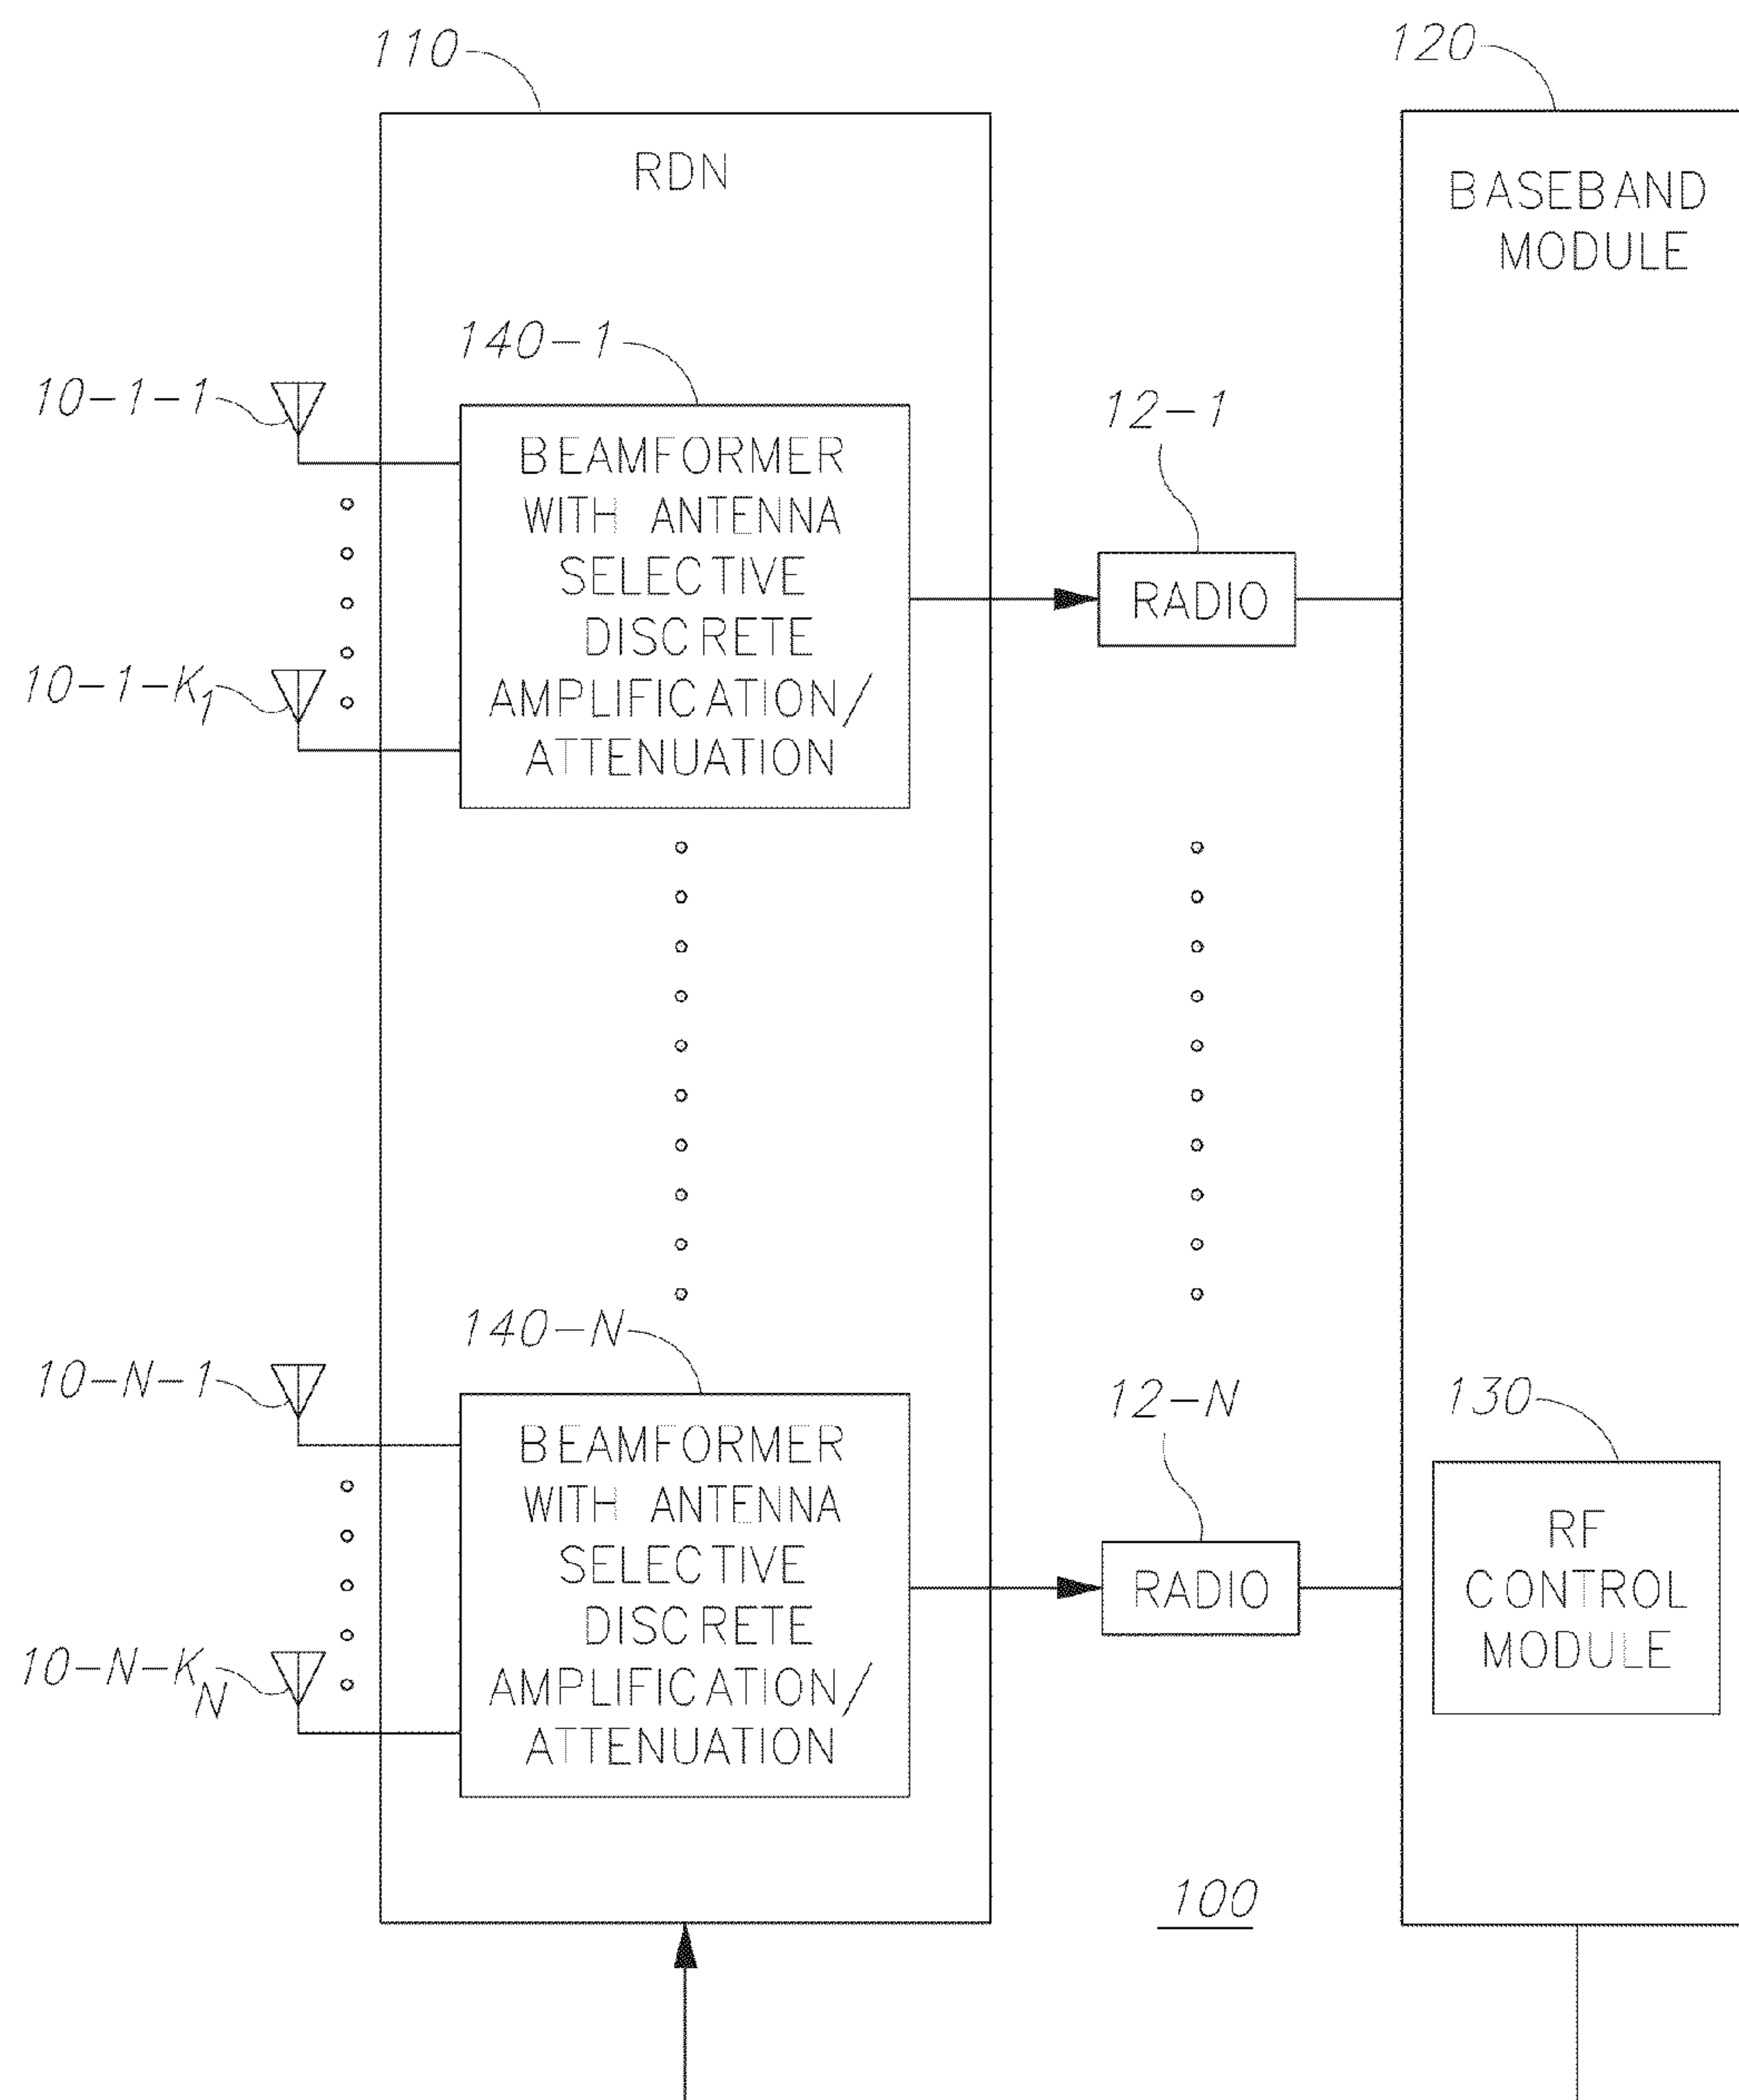 110
120
RDN
BASEBAND
MODULE
140-1
10-1-1
12-1
BEAMFORMER
WITH ANTENNA
SELECTIVE
DISCRETE
AMPLIFICATION/
ATTENUATION
RADIO
10-1-K1
140-N
10-N-1
12-N
130
BEAMFORMER
WITH ANTENNA
SELECTIVE
DISCRETE
AMPLIFICATION/
ATTENUATION
RADIO
RF
CONTROL
MODULE
10-N-KN
100